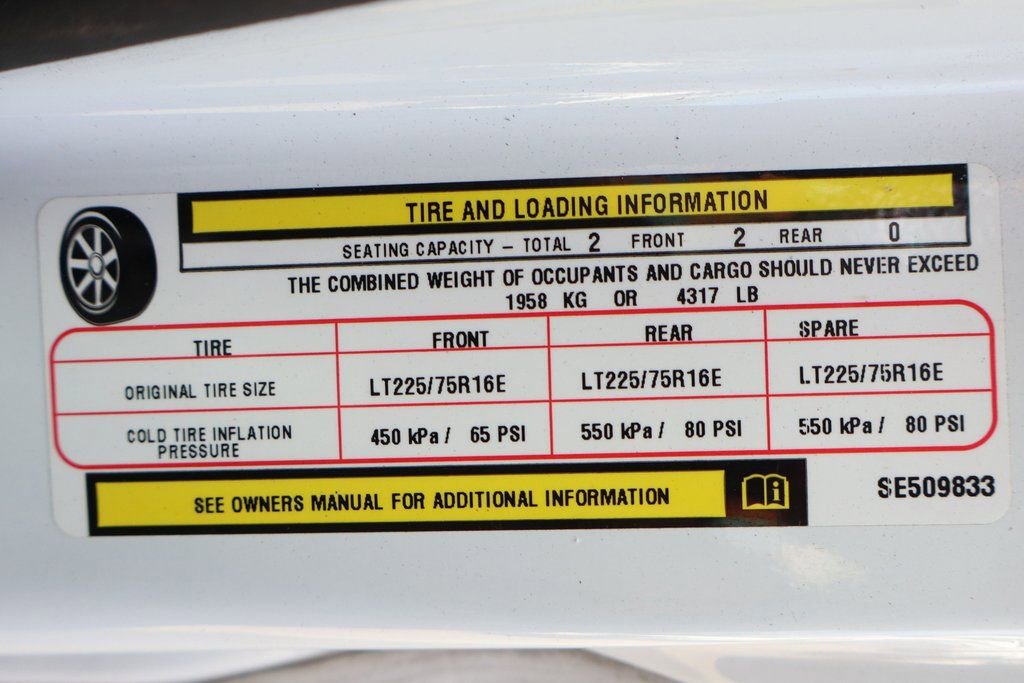 TIRE AND LOADING INFORMATION
SEATING CAPACITY – TOTAL 2 FRONT 2 REAR 0
THE COMBINED WEIGHT OF OCCUPANTS AND CARGO SHOULD NEVER EXCEED
1958 KG OR 4317 LB
TIRE FRONT REAR SPARE
ORIGINAL TIRE SIZE LT225/75R16E LT225/75R16E LT225/75R16E
COLD TIRE INFLATION PRESSURE 450 kPa / 65 PSI 550 kPa / 80 PSI 550 kPa / 80 PSI
SEE OWNERS MANUAL FOR ADDITIONAL INFORMATION
SE509833